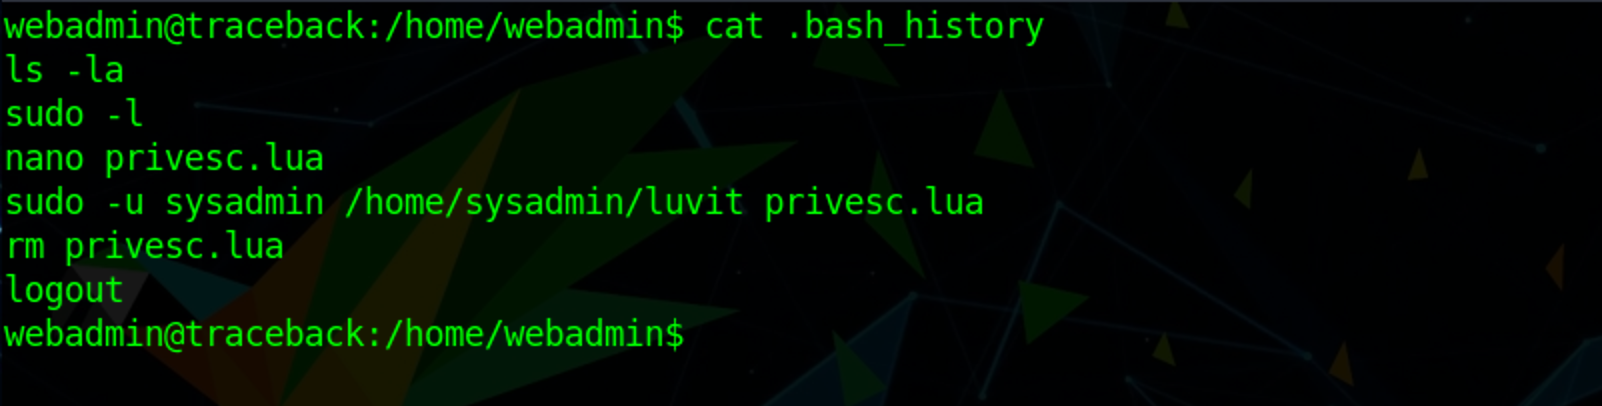 webadmin@traceback:/home/webadmin$ cat .bash_history
ls -la
sudo -l
nano privesc.lua
sudo -u sysadmin /home/sysadmin/luvit privesc.lua
rm privesc.lua
logout
webadmin@traceback:/home/webadmin$